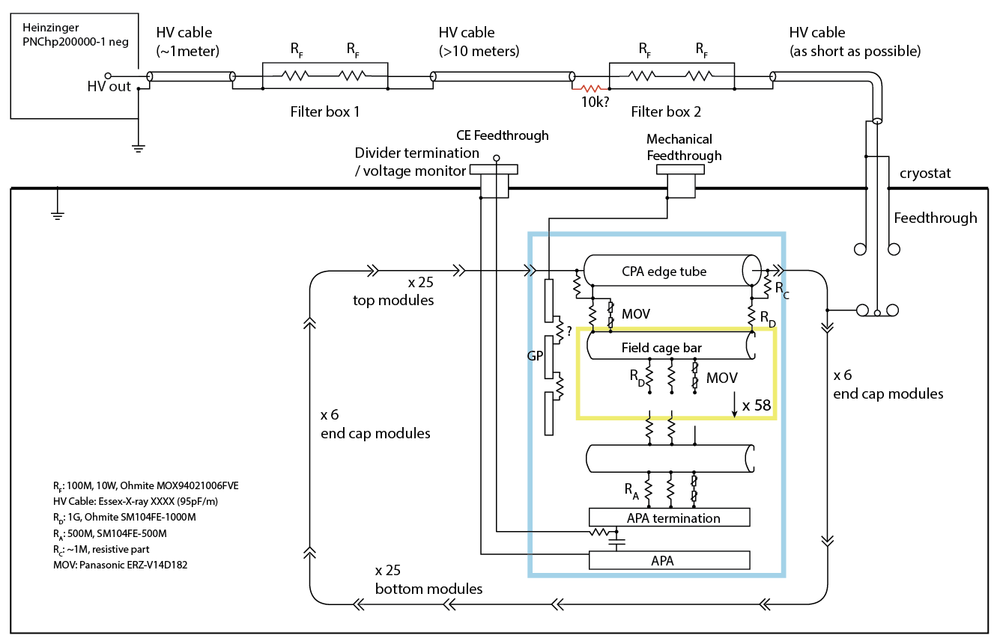 Heinzinger
PNChp200000-1 neg
HV out
HV cable
(~1meter)
R_F
R_F
Filter box 1
HV cable
(>10 meters)
10k?
R_F
R_F
Filter box 2
HV cable
(as short as possible)
CE Feedthrough
Divider termination
/ voltage monitor
Mechanical
Feedthrough
cryostat
Feedthrough
x 25
top modules
CPA edge tube
R_C
MOV
R_D
?
GP
Field cage bar
R_D
MOV
x 58
x 6
end cap modules
x 6
end cap modules
R_A
APA termination
APA
x 25
bottom modules
R_F: 100M, 10W, Ohmite MOX94021006FVE
HV Cable: Essex-X-ray XXXX (95pF/m)
R_D: 1G, Ohmite SM104FE-1000M
R_A: 500M, SM104FE-500M
R_C: ~1M, resistive part
MOV: Panasonic ERZ-V14D182